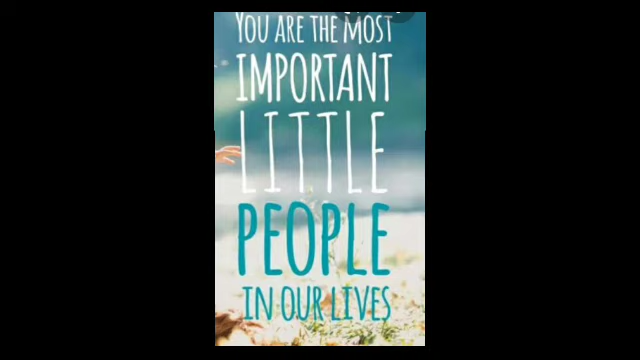 YOU ARE THE MOST
IMPORTANT
LITTLE
PEOPLE
IN OUR LIVES